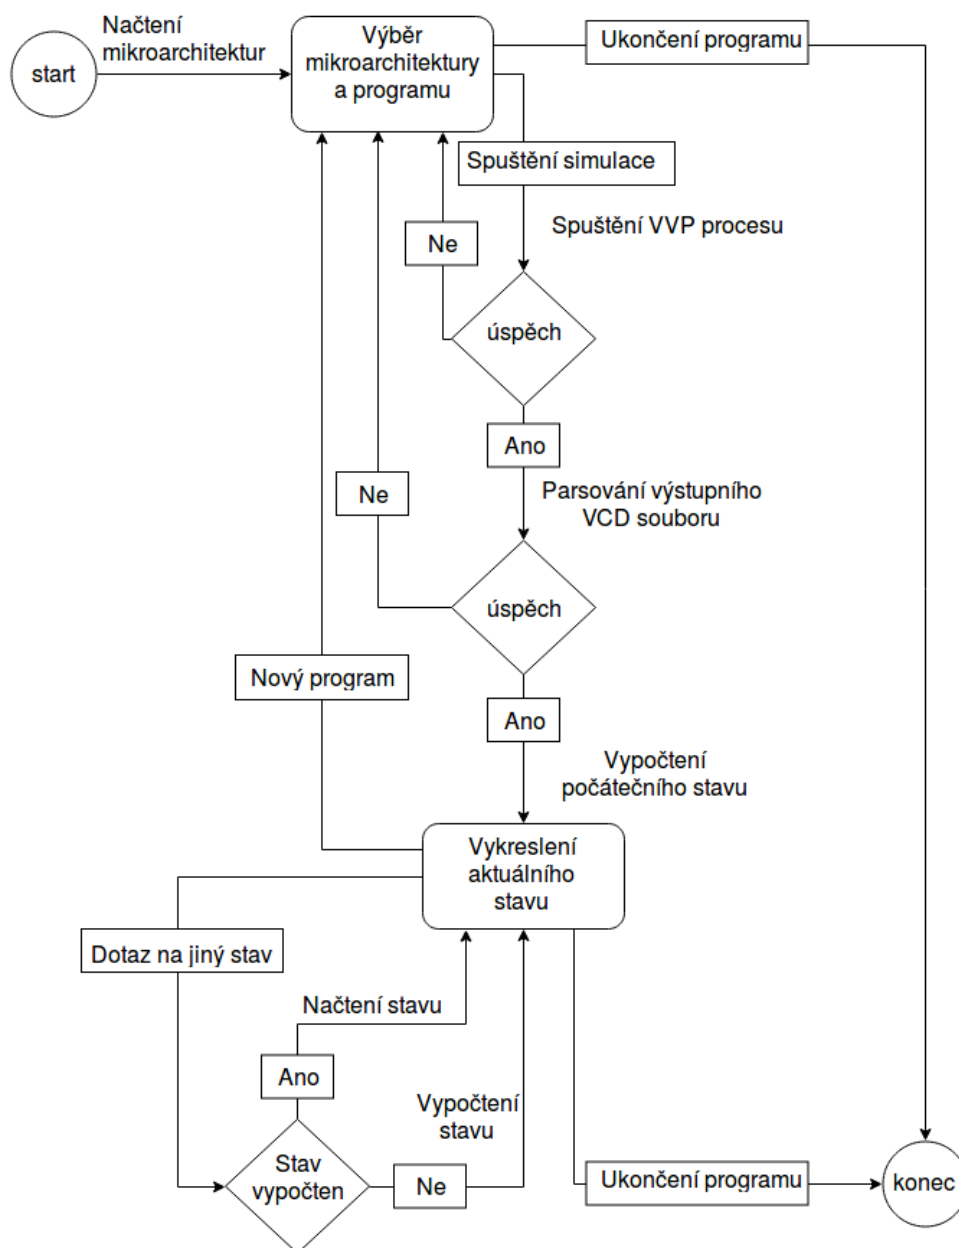 Načtení
mikroarchitektur
start
Výběr
mikroarchitektury
a programu
Ukončení programu
Spuštění simulace
Spuštění VVP procesu
Ne
úspěch
Ano
Parsování výstupního
VCD souboru
Ne
úspěch
Nový program
Ano
Vypočtení
počátečního stavu
Vykreslení
aktuálního
stavu
Dotaz na jiný stav
Načtení stavu
Ano
Vypočtení
stavu
Stav
vypočten
Ne
Ukončení programu
konec